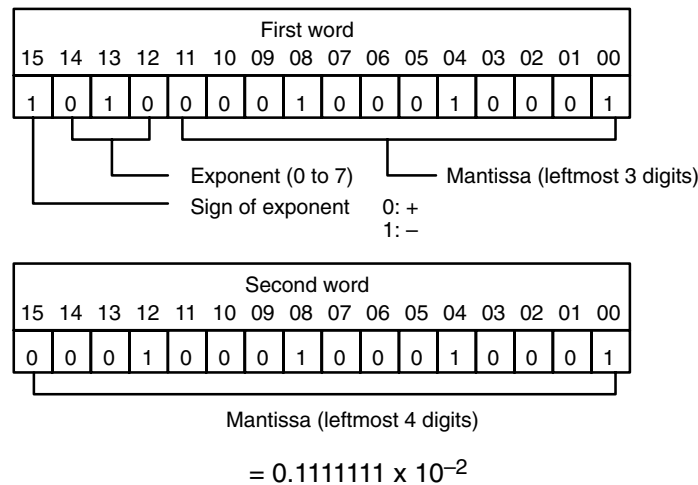 First word
15 14 13 12 11 10 09 08 07 06 05 04 03 02 01 00
1 0 1 0 0 0 0 1 0 0 0 1 0 0 0 1
Exponent (0 to 7)
Mantissa (leftmost 3 digits)
Sign of exponent 0: +
1: –
Second word
15 14 13 12 11 10 09 08 07 06 05 04 03 02 01 00
0 0 0 1 0 0 0 1 0 0 0 1 0 0 0 1
Mantissa (leftmost 4 digits)
= 0.1111111 x 10–2